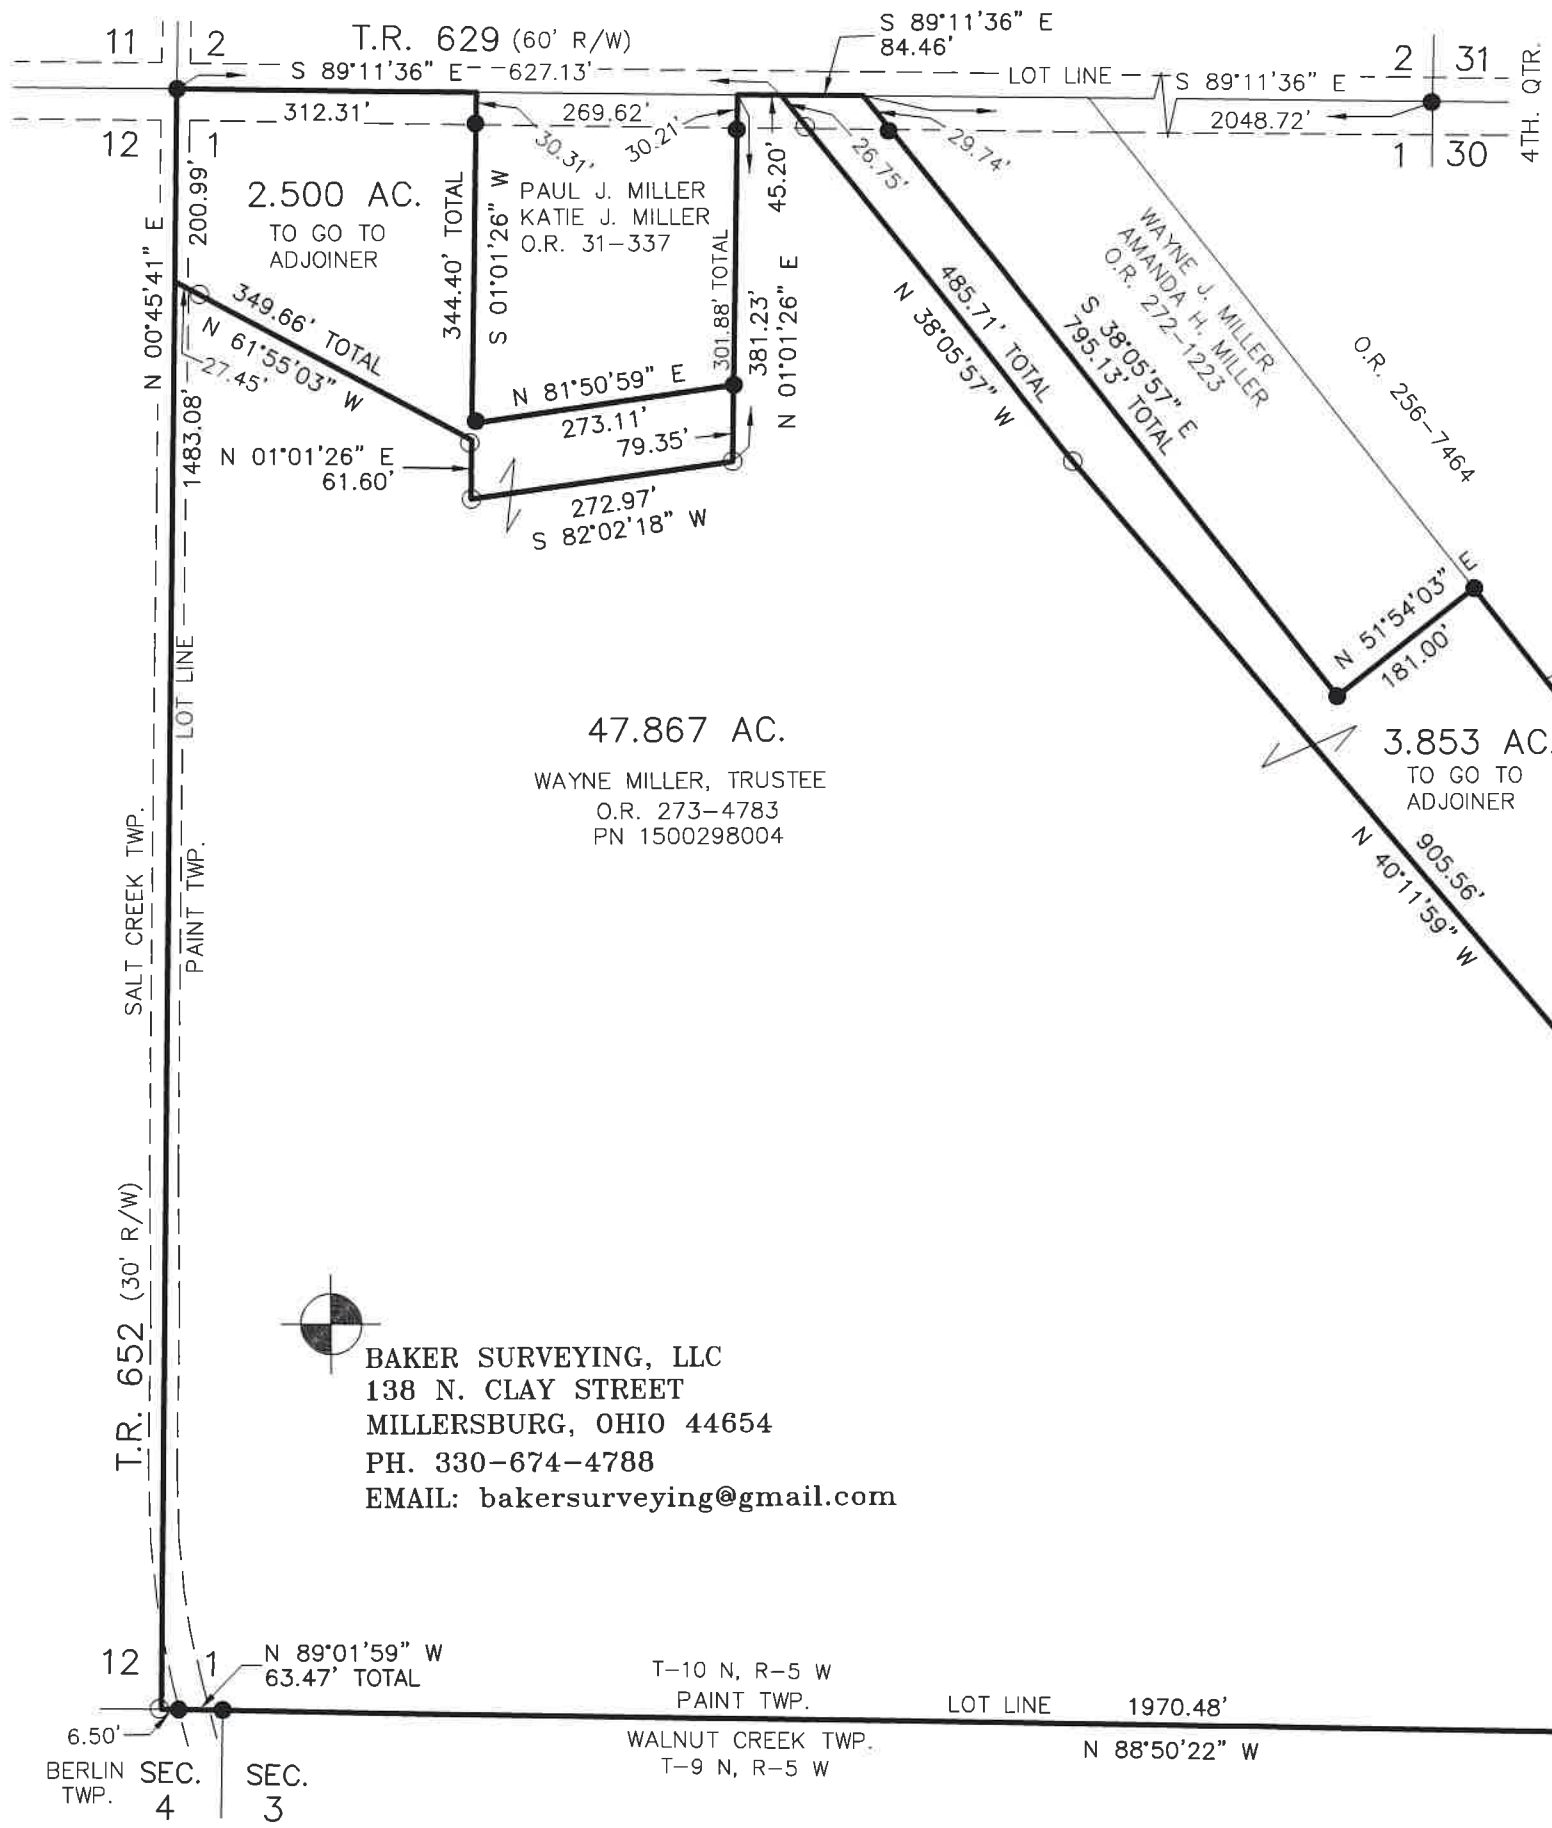 11
2
T.R. 629 (60' R/W)
S 89°11'36" E
84.46'
S 89°11'36" E
627.13'
LOT LINE
S 89°11'36" E
2
31
4TH. QTR.
312.31'
269.62'
2048.72'
12
1
1
30
30.31'
30.21'
45.20'
26.75'
29.74'
N 00°45'41" E
200.99'
2.500 AC.
TO GO TO
ADJOINER
344.40' TOTAL
S 01°01'26" W
PAUL J. MILLER
KATIE J. MILLER
O.R. 31-337
301.88' TOTAL
381.23'
N 01°01'26" E
349.66' TOTAL
N 61°55'03" W
27.45'
1483.08'
N 81°50'59" E
273.11'
79.35'
N 01°01'26" E
61.60'
272.97'
S 82°02'18" W
485.71' TOTAL
N 38°05'57" W
S 38°05'57" E
795.13' TOTAL
WAYNE J. MILLER
AMANDA H. MILLER
O.R. 272-1223
O.R. 256-7464
N 51°54'03" E
181.00'
LOT LINE
47.867 AC.
WAYNE MILLER, TRUSTEE
O.R. 273-4783
PN 1500298004
3.853 AC.
TO GO TO
ADJOINER
905.56'
N 40°11'59" W
SALT CREEK TWP.
PAINT TWP.
T.R. 652 (30' R/W)
BAKER SURVEYING, LLC
138 N. CLAY STREET
MILLERSBURG, OHIO 44654
PH. 330-674-4788
EMAIL: bakersurveying@gmail.com
12
1
N 89°01'59" W
63.47' TOTAL
T-10 N, R-5 W
PAINT TWP.
LOT LINE
1970.48'
6.50'
WALNUT CREEK TWP.
T-9 N, R-5 W
N 88°50'22" W
BERLIN
TWP.
SEC.
4
SEC.
3